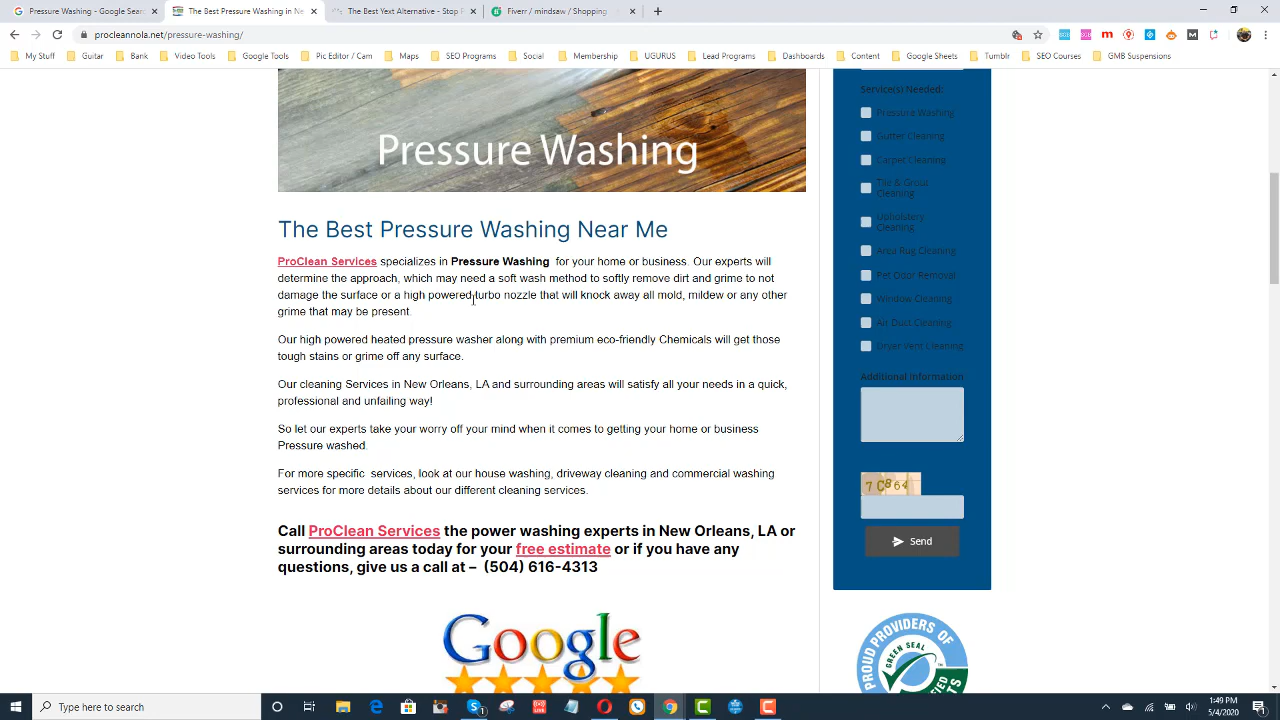 Pressure Washing - Google Sear
The Best Pressure Washing in Ne
The Best Yext Alternative - Stop P
Fiverr / mindsaw / Shopping
procleannola.net/pressure-washing/
My Stuff Guitar Bank Video Tools Google Tools Pic Editor / Cam Maps SEO Programs Social Membership UGURUS Lead Programs Dashboards Content Google Sheets Tumblr SEO Courses GMB Suspensions
Pressure Washing
The Best Pressure Washing Near Me
ProClean Services specializes in Pressure Washing for your home or business. Our experts will
determine the approach, which may need a soft wash method to softly remove dirt and grime to not
damage the surface or a high powered turbo nozzle that will knock away all mold, mildew or any other
grime that may be present.
Our high powered heated pressure washer along with premium eco-friendly Chemicals will get those
tough stains or grime off any surface.
Our cleaning Services in New Orleans, LA and surrounding areas will satisfy all your needs in a quick,
professional and unfailing way!
So let our experts take your worry off your mind when it comes to getting your home or business
Pressure washed.
For more specific services, look at our house washing, driveway cleaning and commercial washing
services for more details about our different cleaning services.
Call ProClean Services the power washing experts in New Orleans, LA or
surrounding areas today for your free estimate or if you have any
questions, give us a call at – (504) 616-4313
Google
Service(s) Needed:
Pressure Washing
Gutter Cleaning
Carpet Cleaning
Tile & Grout
Cleaning
Upholstery
Cleaning
Area Rug Cleaning
Pet Odor Removal
Window Cleaning
Air Duct Cleaning
Dryer Vent Cleaning
Additional Information
7C864
Send
PROUD PROVIDERS OF
GREEN SEAL
Type here to search
1:49 PM
5/4/2020